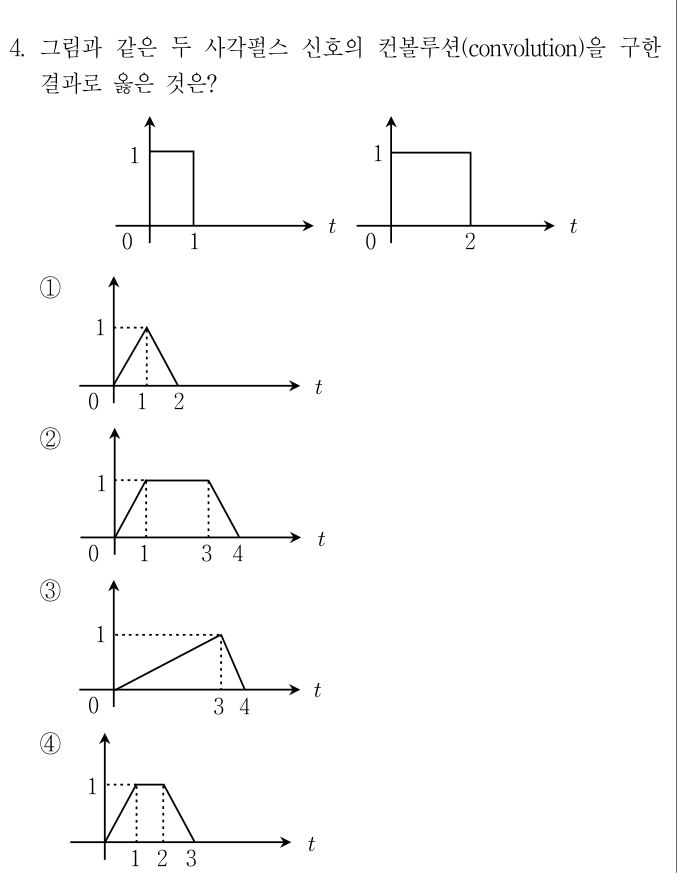 4. 그림과 같은 두 사각펄스 신호의 컨볼루션(convolution)을 구한
결과로 옳은 것은?
1
0 1 t
1
0 2 t
①
1
0 1 2 t
②
1
0 1 3 4 t
③
1
0 3 4 t
④
1
1 2 3 t